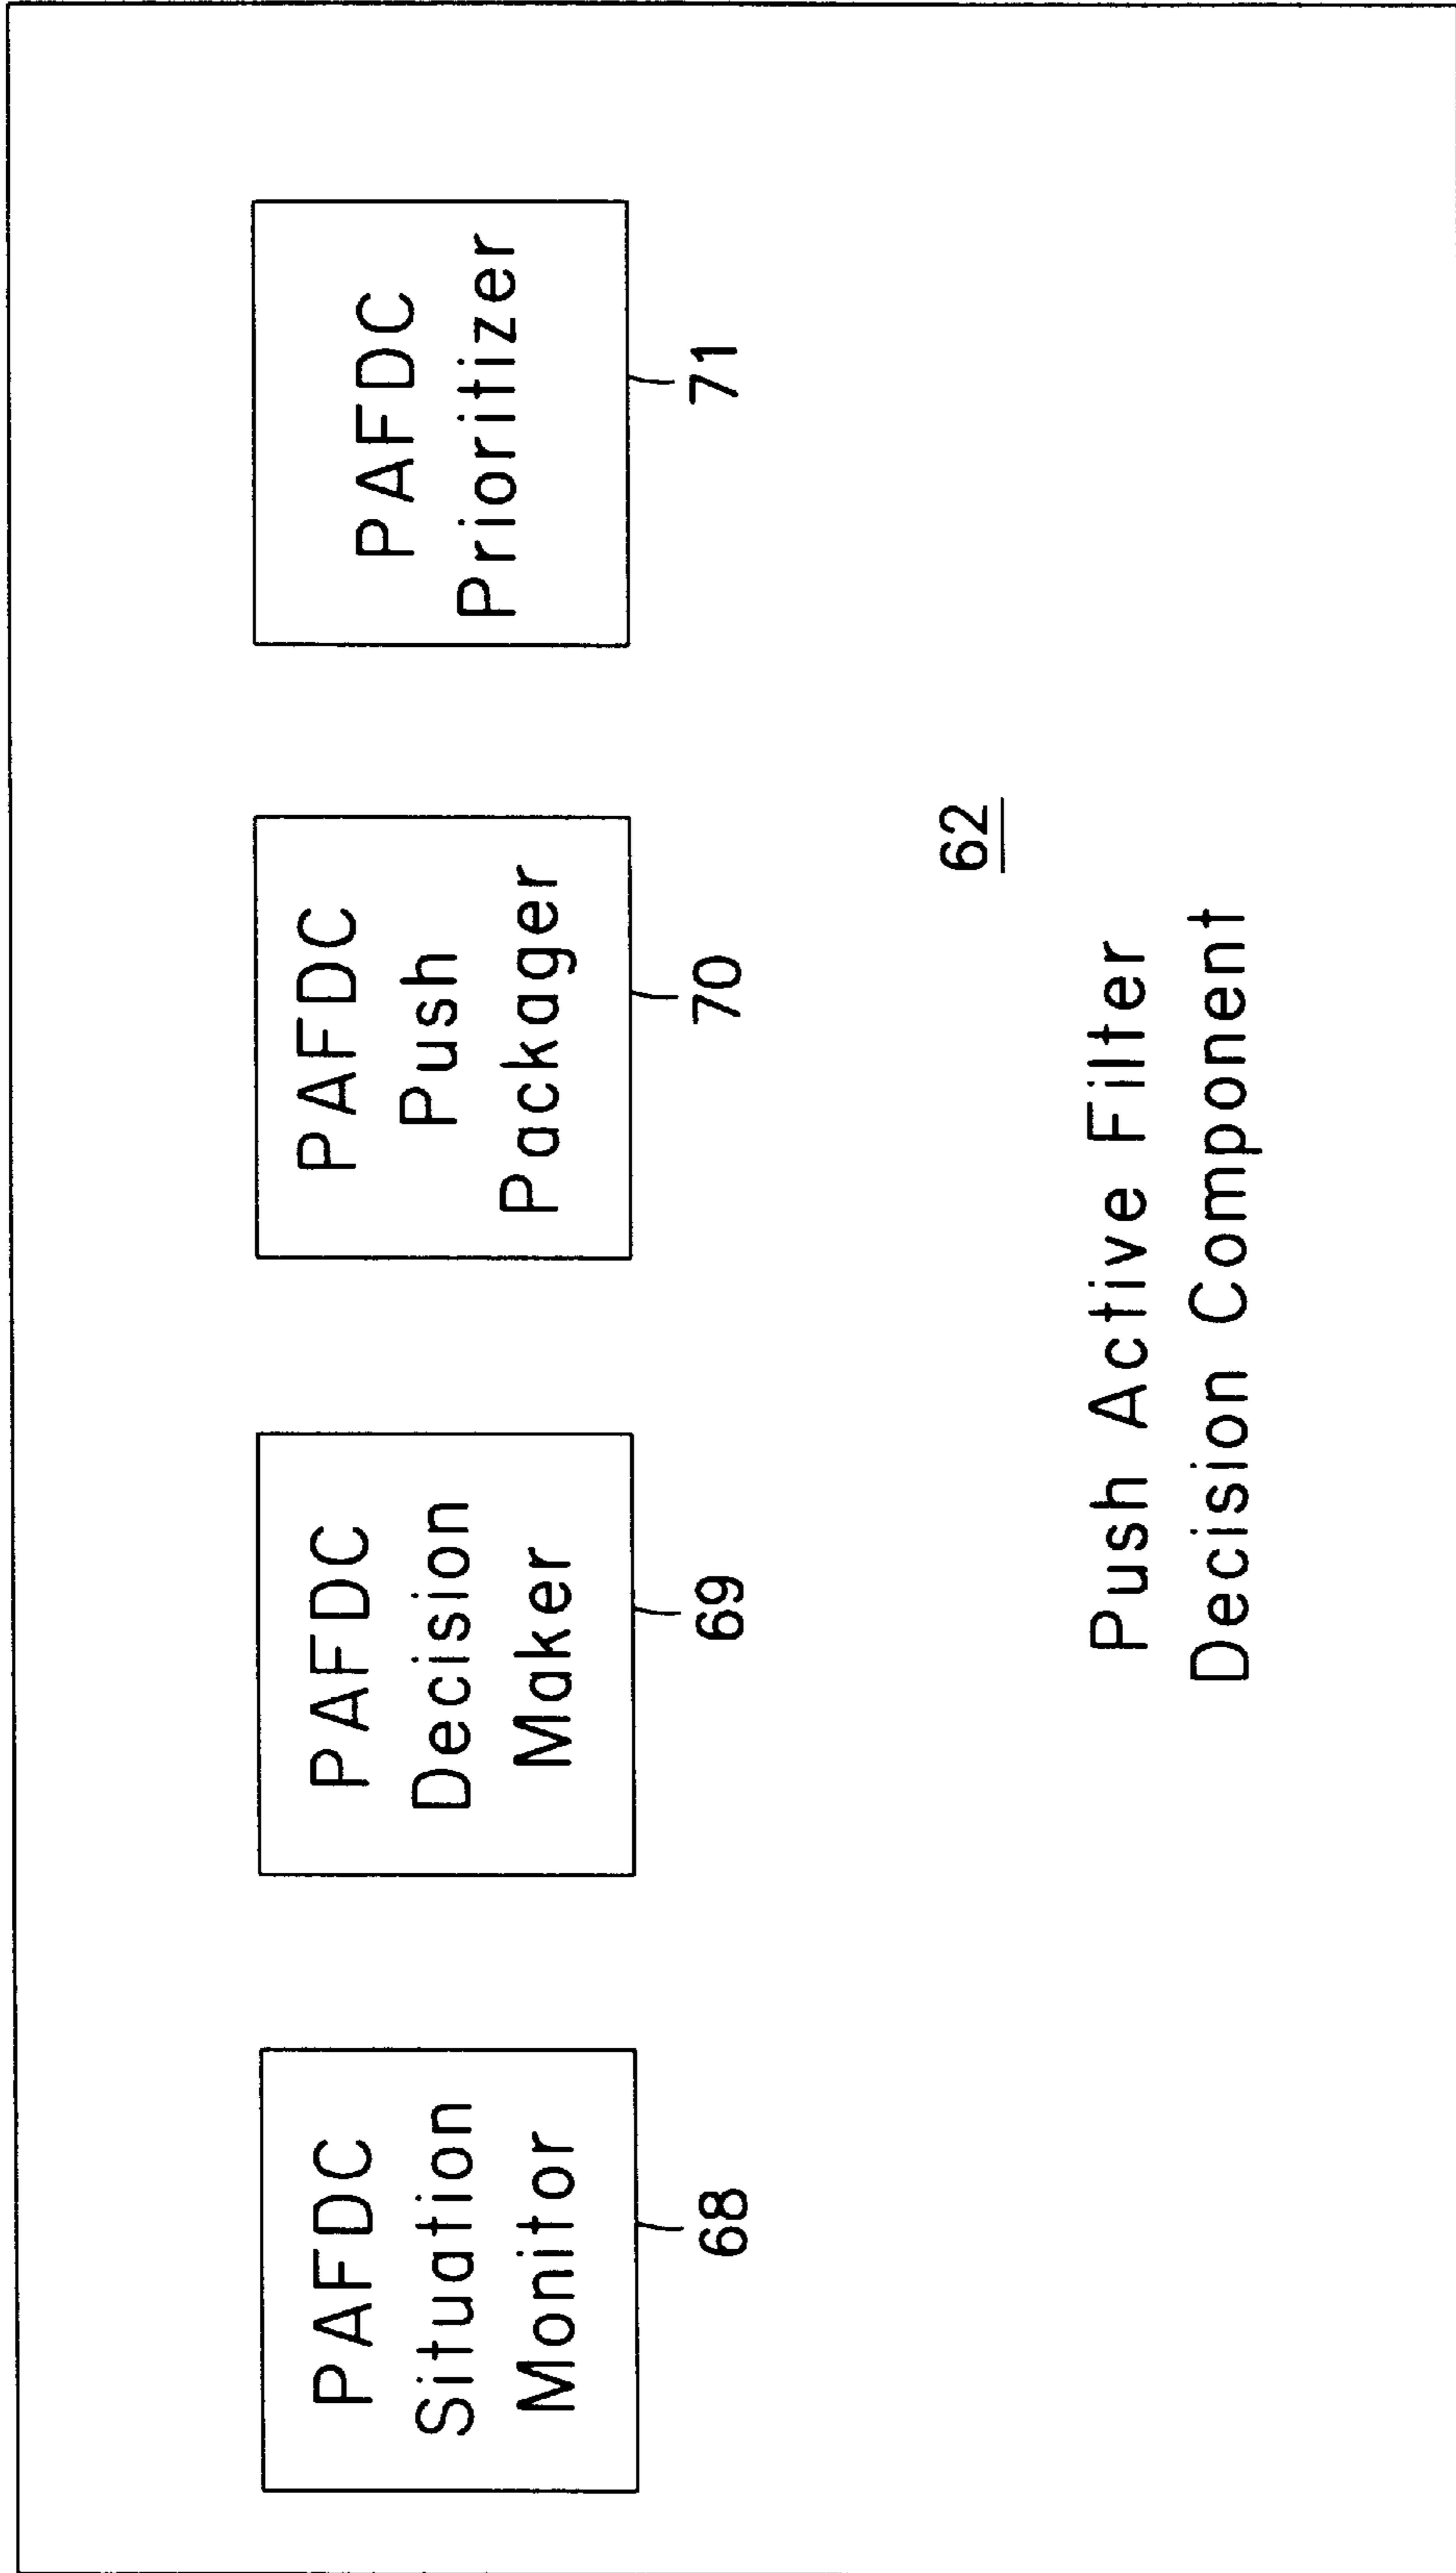 PAFDC
Situation
Monitor
68
PAFDC
Decision
Maker
69
PAFDC
Push
Packager
70
PAFDC
Prioritizer
71
62
Push Active Filter
Decision Component